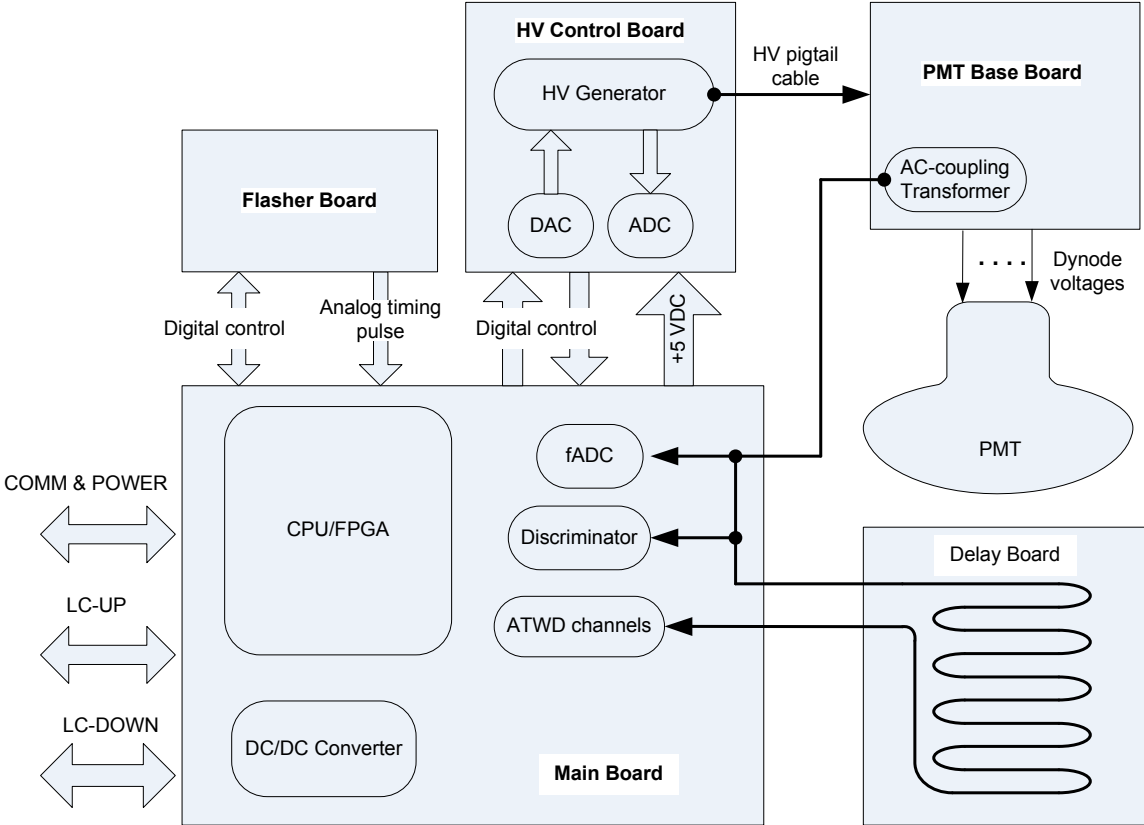 HV Control Board
HV Generator
DAC
ADC
HV pigtail
cable
PMT Base Board
AC-coupling
Transformer
. . . .
Dynode
voltages
PMT
Flasher Board
Digital control
Analog timing
pulse
Digital control
+5 VDC
COMM & POWER
LC-UP
LC-DOWN
CPU/FPGA
fADC
Discriminator
ATWD channels
DC/DC Converter
Main Board
Delay Board